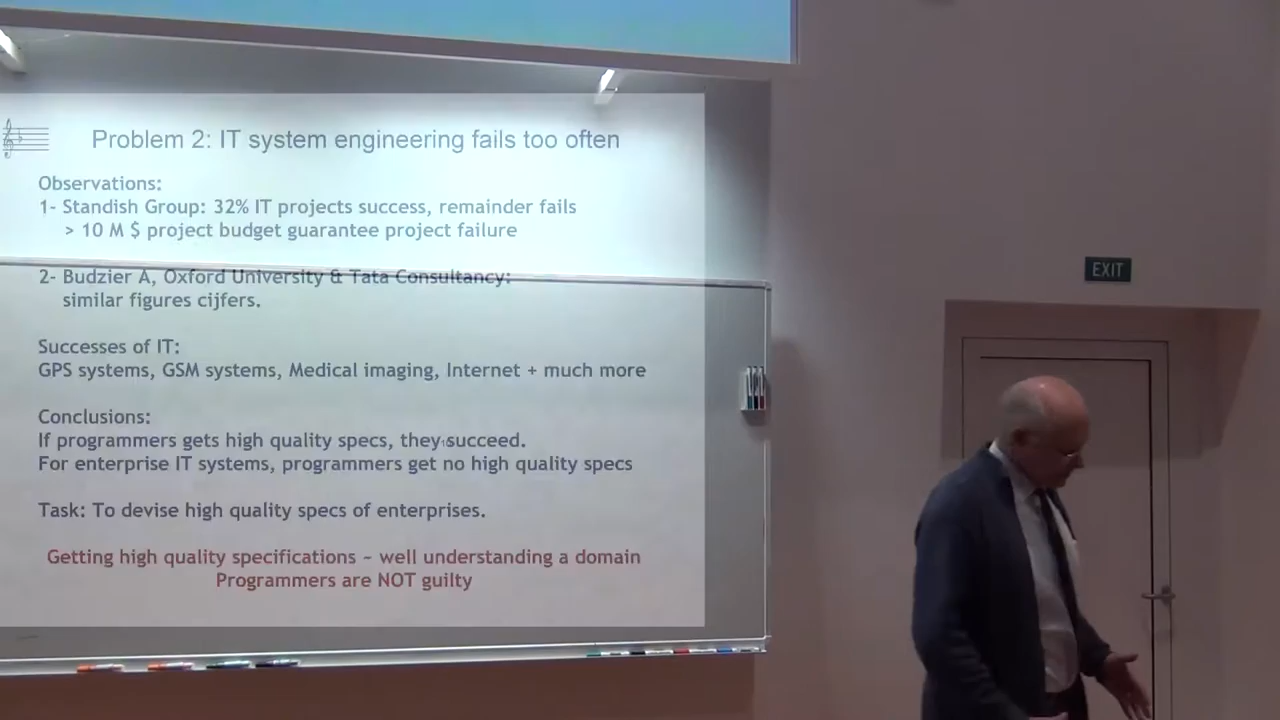 Problem 2: IT system engineering fails too often
Observations:
1- Standish Group: 32% IT projects success, remainder fails
> 10 M $ project budget guarantee project failure
2- Budzier A, Oxford University & Tata Consultancy:
similar figures cijfers.
Successes of IT:
GPS systems, GSM systems, Medical imaging, Internet + much more
Conclusions:
If programmers gets high quality specs, they succeed.
For enterprise IT systems, programmers get no high quality specs
Task: To devise high quality specs of enterprises.
Getting high quality specifications ~ well understanding a domain
Programmers are NOT guilty
EXIT